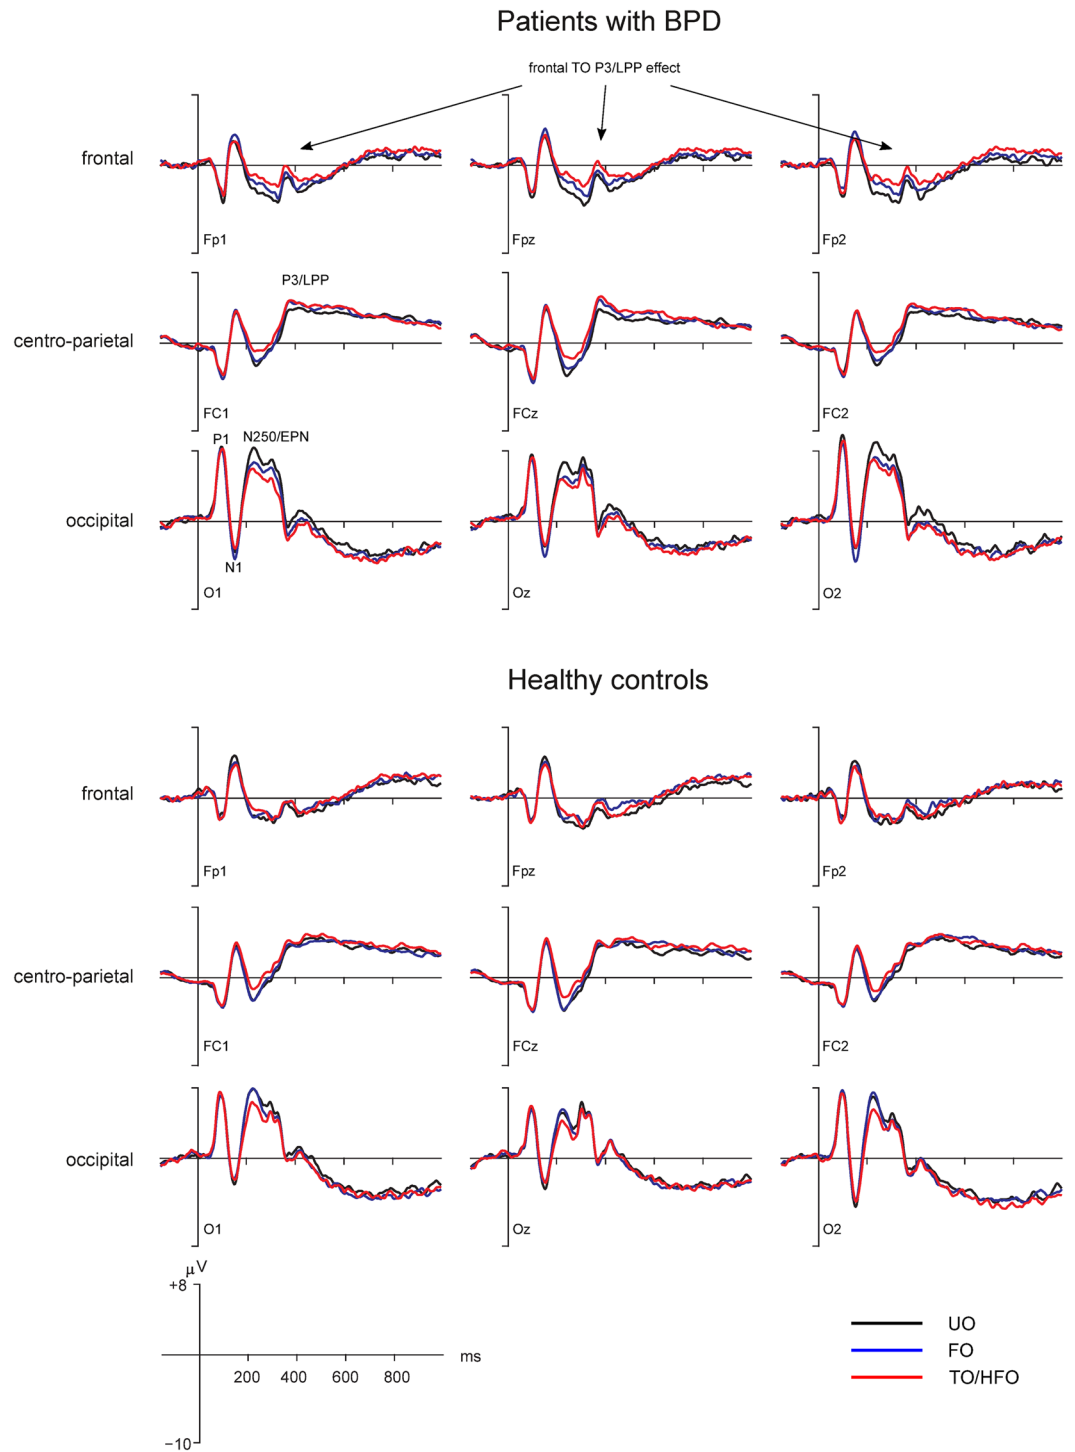 Patients with BPD
frontal TO P3/LPP effect
frontal
Fp1
Fpz
Fp2
P3/LPP
centro-parietal
FC1
FCz
FC2
P1
N250/EPN
occipital
N1
O1
Oz
O2
Healthy controls
frontal
Fp1
Fpz
Fp2
centro-parietal
FC1
FCz
FC2
occipital
O1
Oz
O2
μV
+8
ms
200 400 600 800
−10
UO
FO
TO/HFO